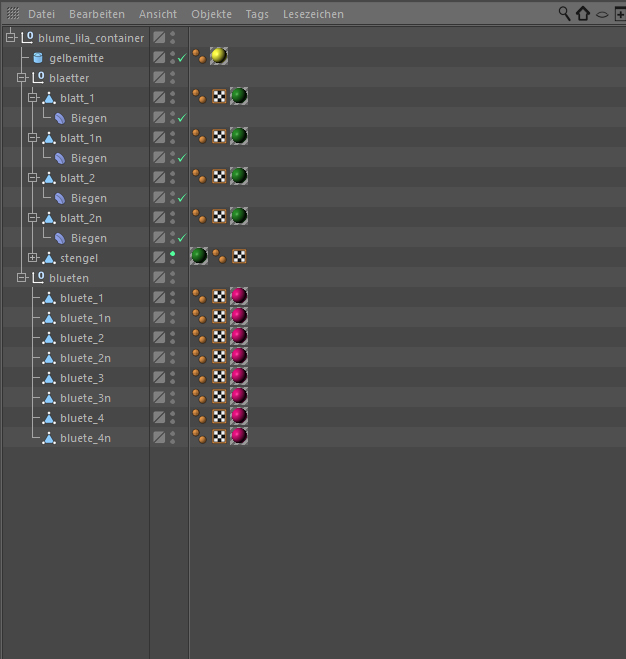 Datei Bearbeiten Ansicht Objekte Tags Lesezeichen
blume_lila_container
gelbemitte
blaetter
blatt_1
Biegen
blatt_1n
Biegen
blatt_2
Biegen
blatt_2n
Biegen
stengel
blueten
bluete_1
bluete_1n
bluete_2
bluete_2n
bluete_3
bluete_3n
bluete_4
bluete_4n